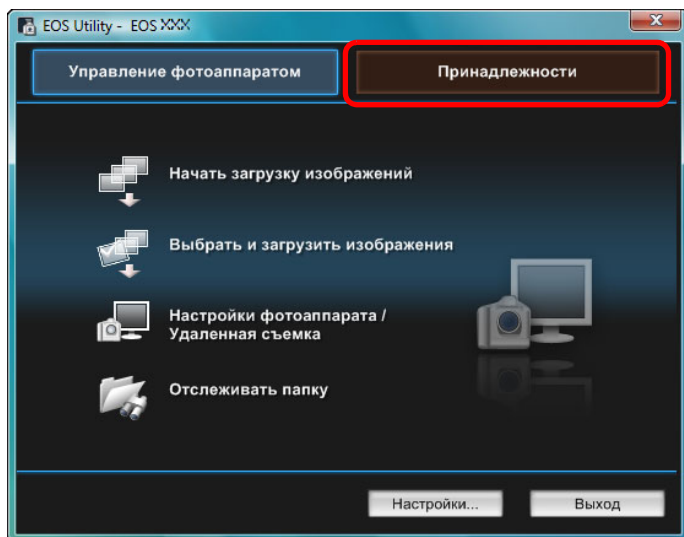 EOS Utility - EOS XXX
Управление фотоаппаратом
Принадлежности
Начать загрузку изображений
Выбрать и загрузить изображения
Настройки фотоаппарата /
Удаленная съемка
Отслеживать папку
Настройки...
Выход